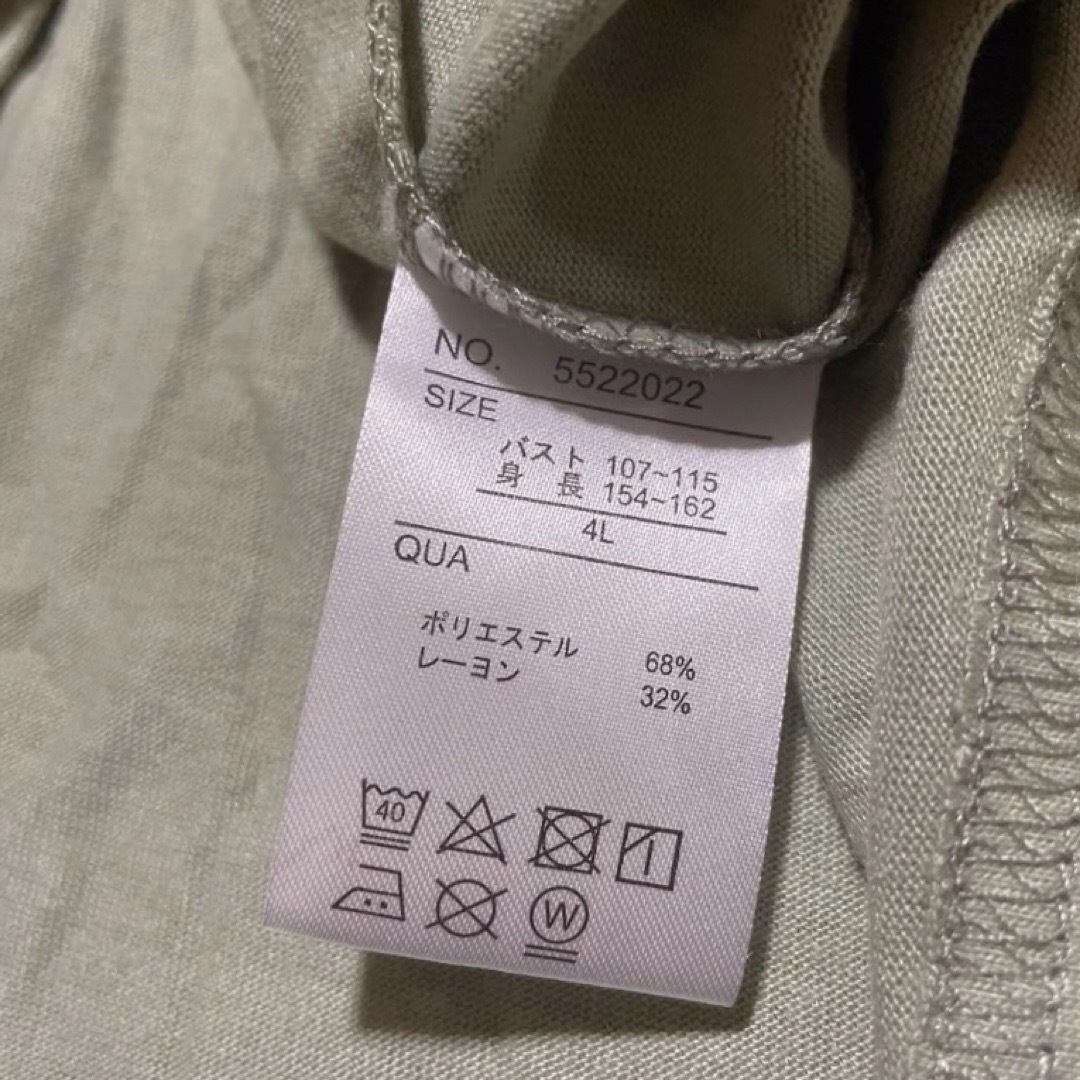 NO. 5522022
SIZE
バスト 107~115
身長 154~162
4L
QUA
ポリエステル 68%
レーヨン 32%
40
W